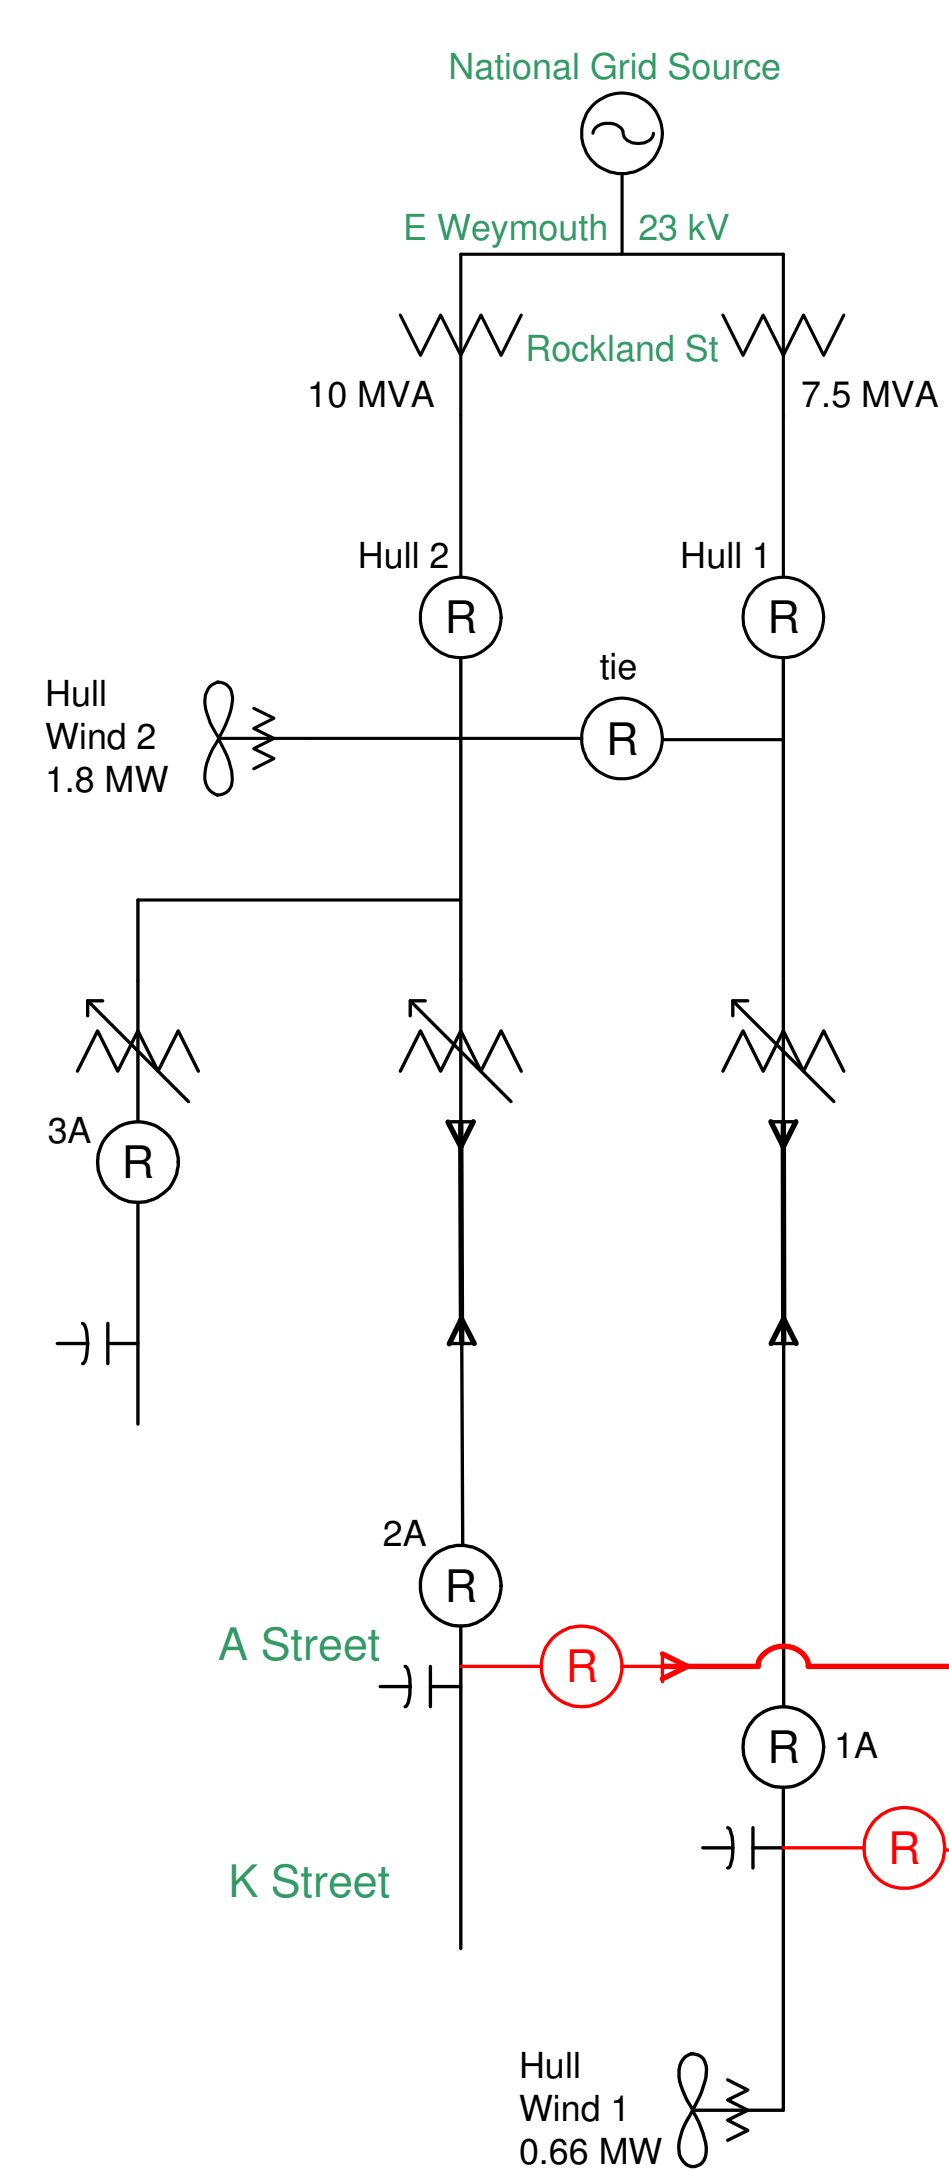 National Grid Source
E Weymouth 23 kV
Rockland St
10 MVA
7.5 MVA
Hull 2
Hull 1
R
R
tie
R
Hull
Wind 2
1.8 MW
3A
R
2A
R
A Street
R
R
1A
R
K Street
Hull
Wind 1
0.66 MW